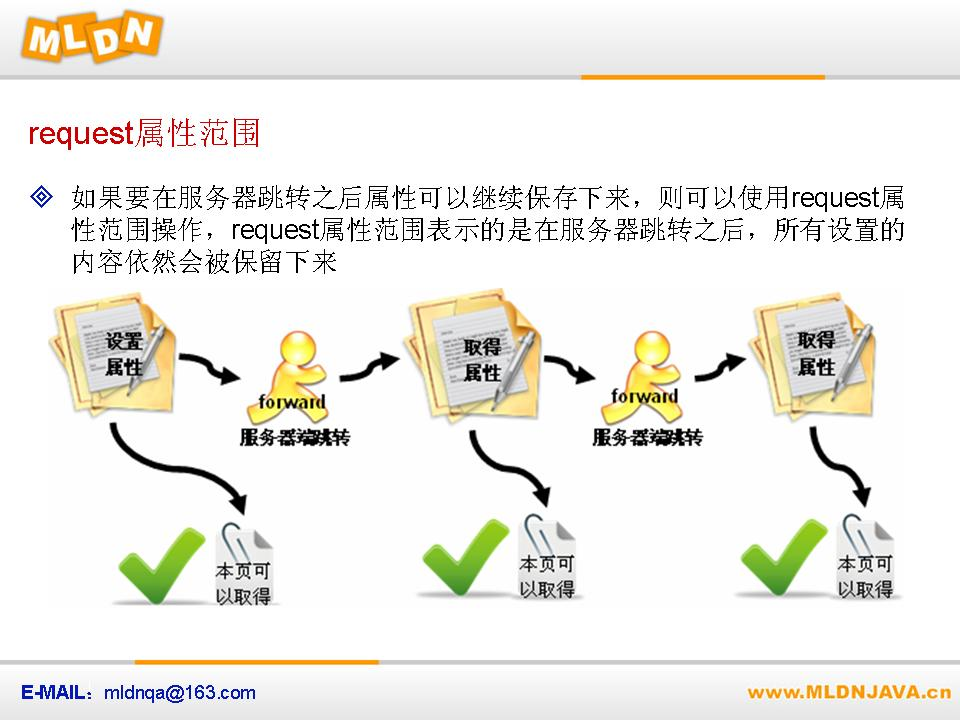 MLDN
request属性范围
如果要在服务器跳转之后属性可以继续保存下来，则可以使用request属
性范围操作，request属性范围表示的是在服务器跳转之后，所有设置的
内容依然会被保留下来
设置
属性
forward
服务器端跳转
取得
属性
forward
服务器端跳转
取得
属性
本页可
以取得
本页可
以取得
本页可
以取得
E-MAIL：mldnqa@163.com
www.MLDNJAVA.cn